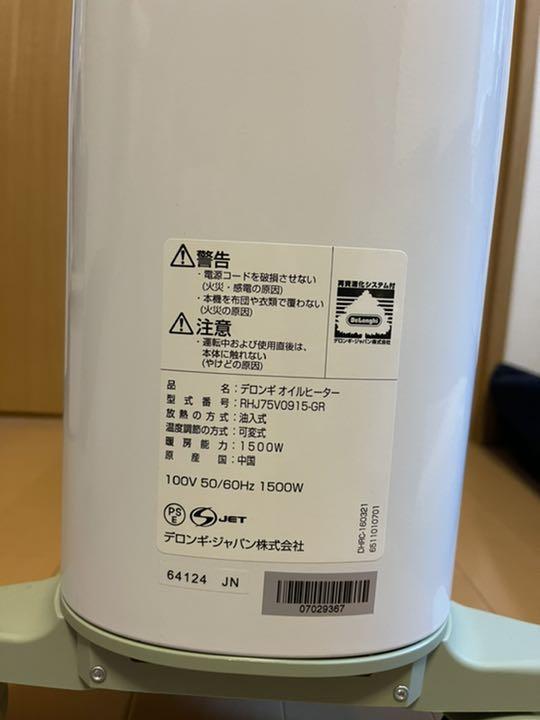 警告
・電源コードを破損させない
(火災・感電の原因)
・本機を布団や衣類で覆わない
(火災の原因)
注意
・運転中および使用直後は、
本体に触れない
(やけどの原因)
再資源化システム付
DeLonghi
デロンギ・ジャパン株式会社
品名:デロンギ オイルヒーター
型式番号:RHJ75V0915-GR
放熱の方式:油入式
温度調節の方式:可変式
暖房能力:1500W
原産国:中国
100V 50/60Hz 1500W
PS
E
JET
デロンギ・ジャパン株式会社
DHRC-160321
6511010701
64124 JN
07029367